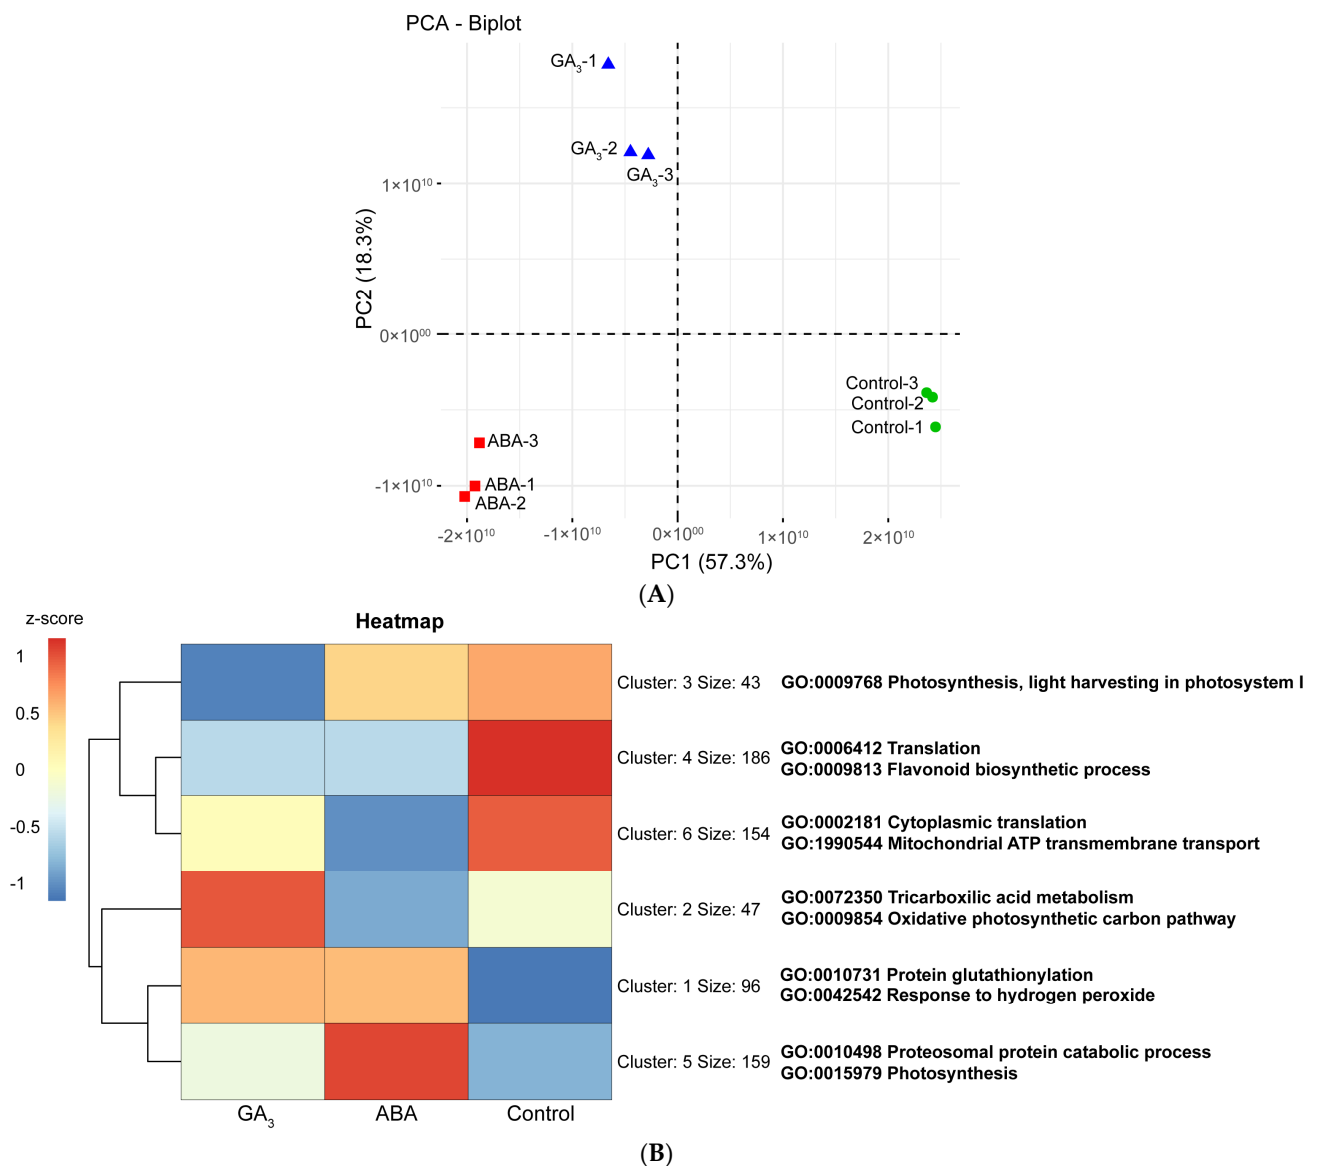 PCA - Biplot
GA₃-1
GA₃-2
GA₃-3
1×10¹⁰
PC2 (18.3%)
0×10⁰⁰
Control-3
Control-2
Control-1
ABA-3
ABA-1
ABA-2
-1×10¹⁰
-2×10¹⁰ -1×10¹⁰ 0×10⁰⁰ 1×10¹⁰ 2×10¹⁰
PC1 (57.3%)
(A)
z-score
Heatmap
1
0.5
0
-0.5
-1
Cluster: 3 Size: 43 GO:0009768 Photosynthesis, light harvesting in photosystem I
Cluster: 4 Size: 186 GO:0006412 Translation
GO:0009813 Flavonoid biosynthetic process
Cluster: 6 Size: 154 GO:0002181 Cytoplasmic translation
GO:1990544 Mitochondrial ATP transmembrane transport
Cluster: 2 Size: 47 GO:0072350 Tricarboxilic acid metabolism
GO:0009854 Oxidative photosynthetic carbon pathway
Cluster: 1 Size: 96 GO:0010731 Protein glutathionylation
GO:0042542 Response to hydrogen peroxide
Cluster: 5 Size: 159 GO:0010498 Proteosomal protein catabolic process
GO:0015979 Photosynthesis
GA₃ ABA Control
(B)